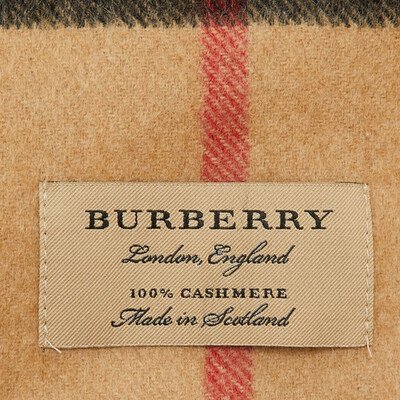 BURBERRY
London, England
100% CASHMERE
Made in Scotland